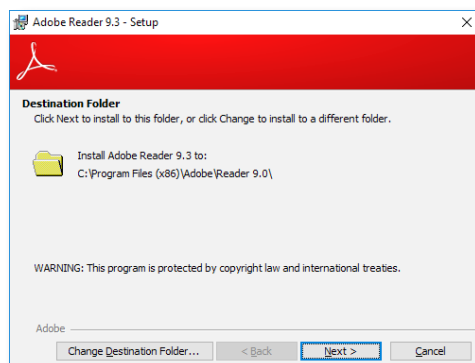 Adobe Reader 9.3 - Setup
Destination Folder
Click Next to install to this folder, or click Change to install to a different folder.
Install Adobe Reader 9.3 to:
C:\Program Files (x86)\Adobe\Reader 9.0\
WARNING: This program is protected by copyright law and international treaties.
Adobe
Change Destination Folder... < Back Next > Cancel